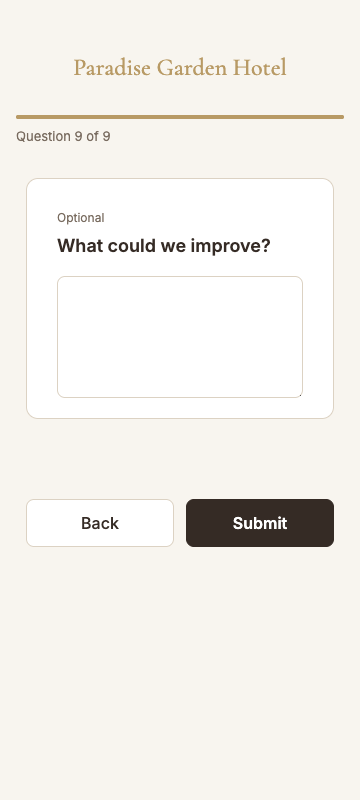 Paradise Garden Hotel
Question 9 of 9
Optional
What could we improve?
Back
Submit